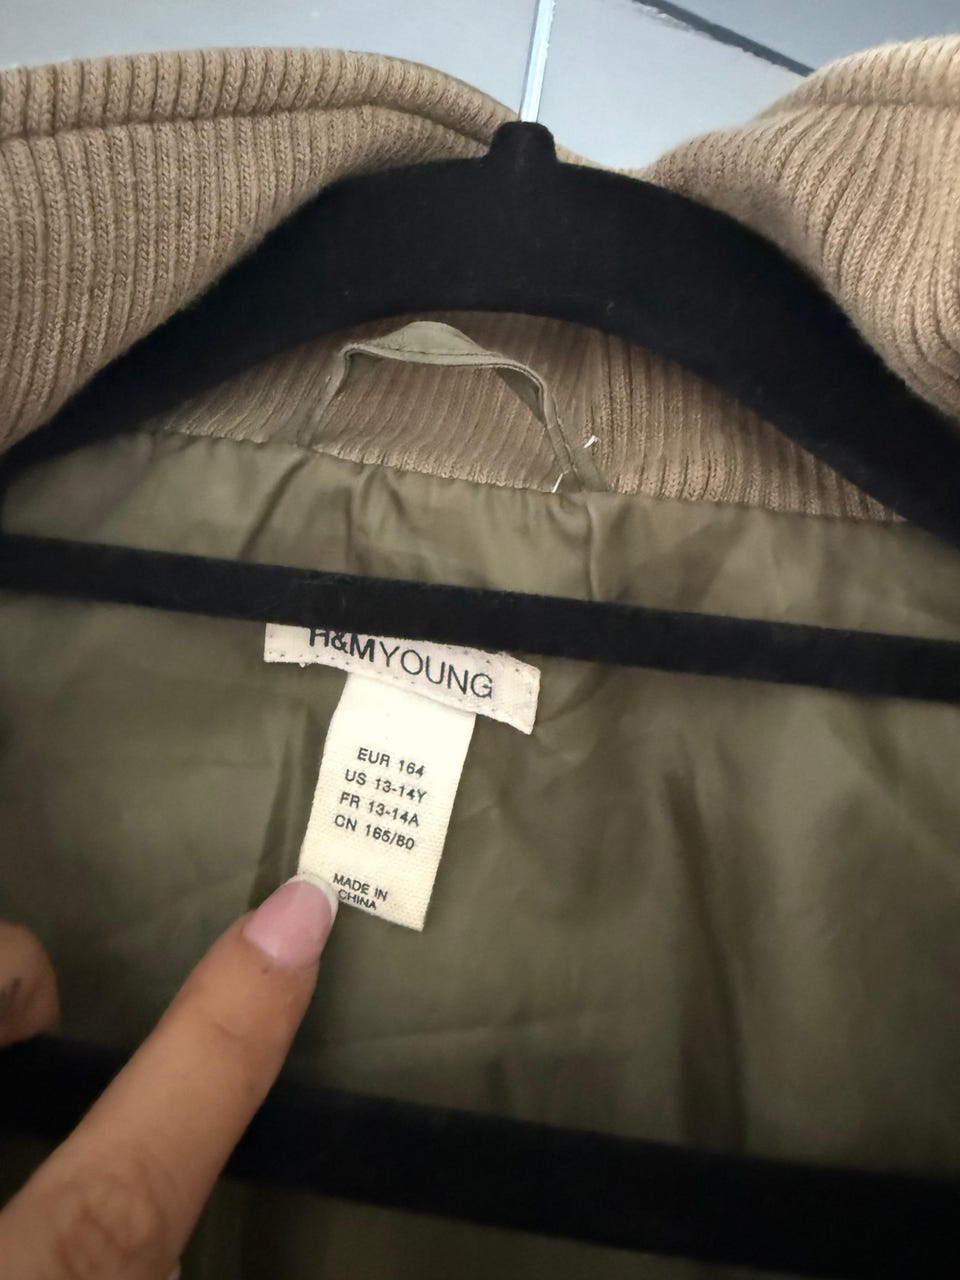 H&MYOUNG
EUR 164
US 13-14Y
FR 13-14A
CN 165/80
MADE IN
CHINA